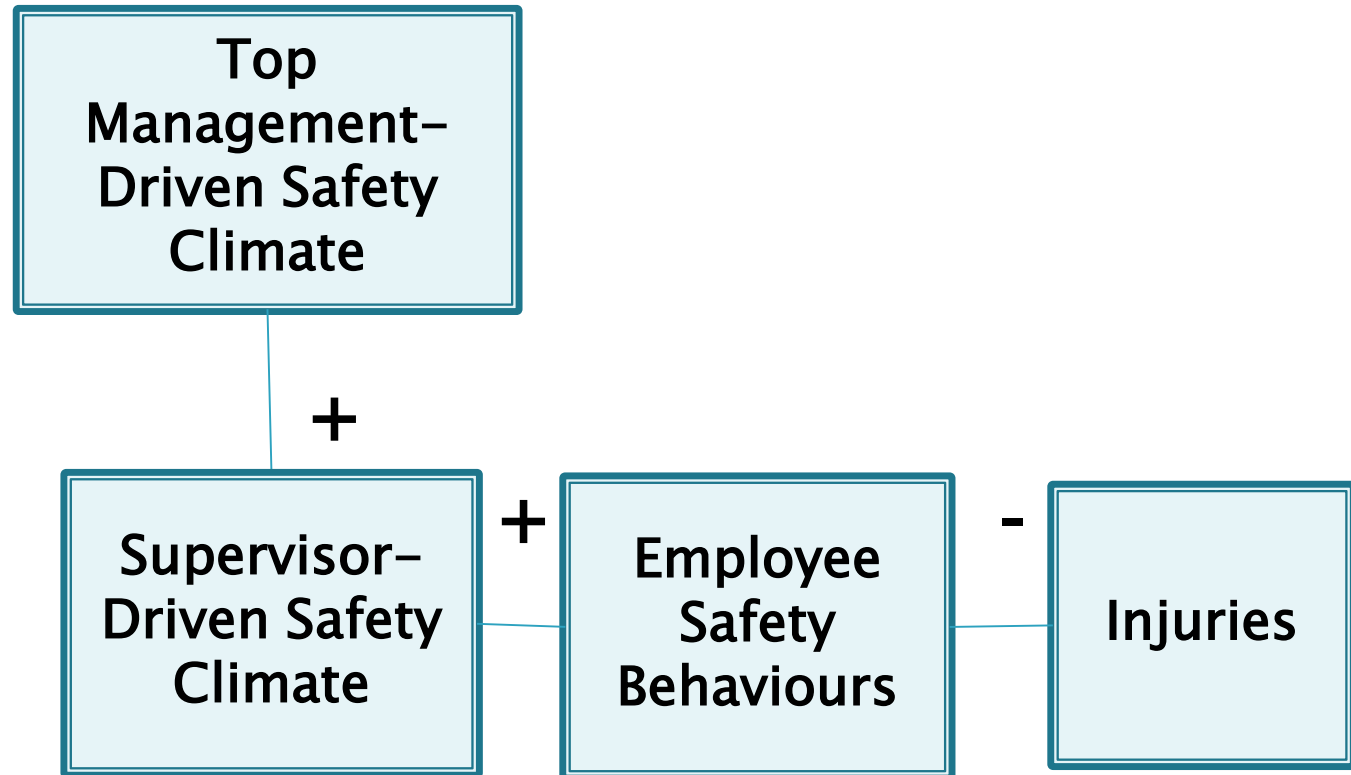 Top
Management-
Driven Safety
Climate
+
Supervisor-
Driven Safety
Climate
+
Employee
Safety
Behaviours
-
Injuries